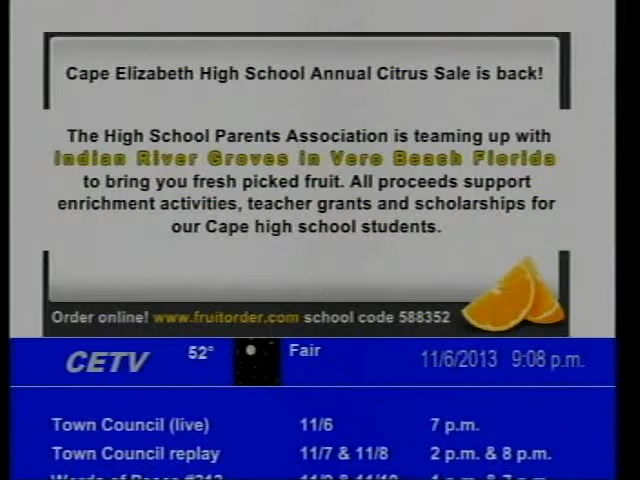 Cape Elizabeth High School Annual Citrus Sale is back!
The High School Parents Association is teaming up with
Indian River Groves in Vero Beach Florida
to bring you fresh picked fruit. All proceeds support
enrichment activities, teacher grants and scholarships for
our Cape high school students.
Order online! www.fruitorder.com school code 588352
CETV 52° Fair 11/6/2013 9:08 p.m.
Town Council (live) 11/6 7 p.m.
Town Council replay 11/7 & 11/8 2 p.m. & 8 p.m.